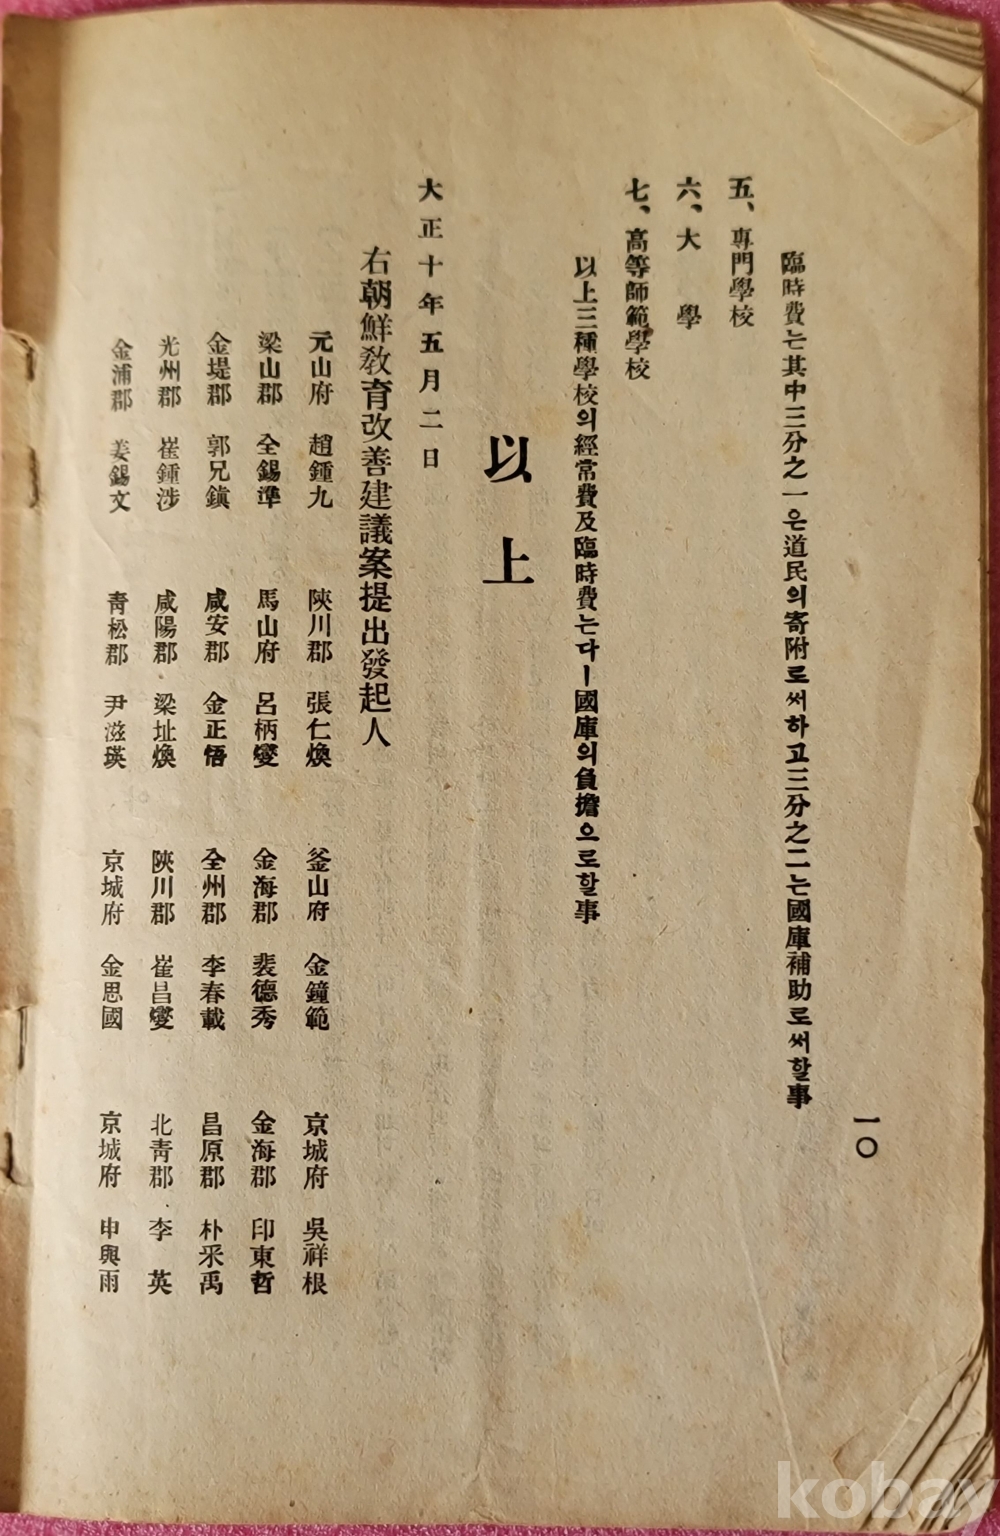 一〇
臨時費는其中三分之一은道民의寄附로써하고三分之二는國庫補助로써할事
五、專門學校
六、大學
七、高等師範學校
以上三種學校의經常費及臨時費는다ㅣ國庫의負擔으로할事
以上
大正十年五月二日
右朝鮮敎育改善建議案提出發起人
元山府 趙鍾九 陜川郡 張仁煥 釜山府 金鐘範 京城府 吳祥根
梁山郡 全錫準 馬山府 呂柄燮 金海郡 裴德秀 金海郡 印東哲
金堤郡 郭兄鎭 咸安郡 金正悟 全州郡 李春載 昌原郡 朴采禹
光州郡 崔鍾涉 咸陽郡 梁址煥 陜川郡 崔昌燮 北靑郡 李英
金浦郡 姜錫文 靑松郡 尹滋瑛 京城府 金思國 京城府 申興雨
kobay